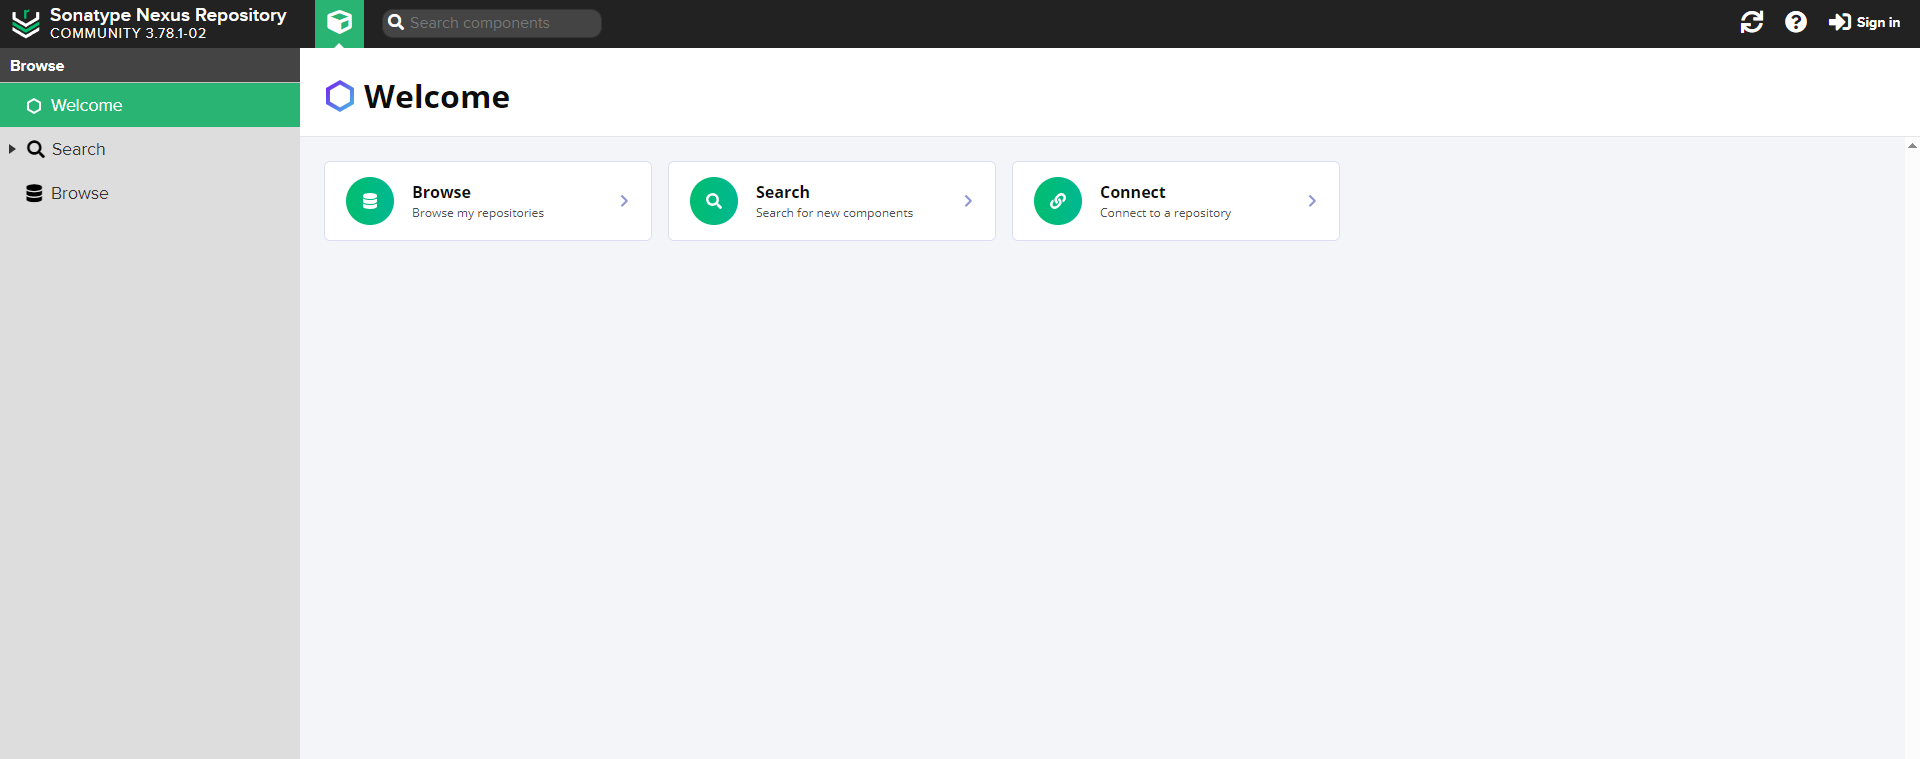 Sonatype Nexus Repository
COMMUNITY 3.78.1-02
Search components
Sign in
Browse
Welcome
Search
Browse
Welcome
Browse
Browse my repositories
Search
Search for new components
Connect
Connect to a repository